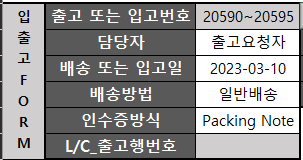 입출고FORM
출고 또는 입고번호 20590~20595
담당자 출고요청자
배송 또는 입고일 2023-03-10
배송방법 일반배송
인수증방식 Packing Note
L/C_출고행번호